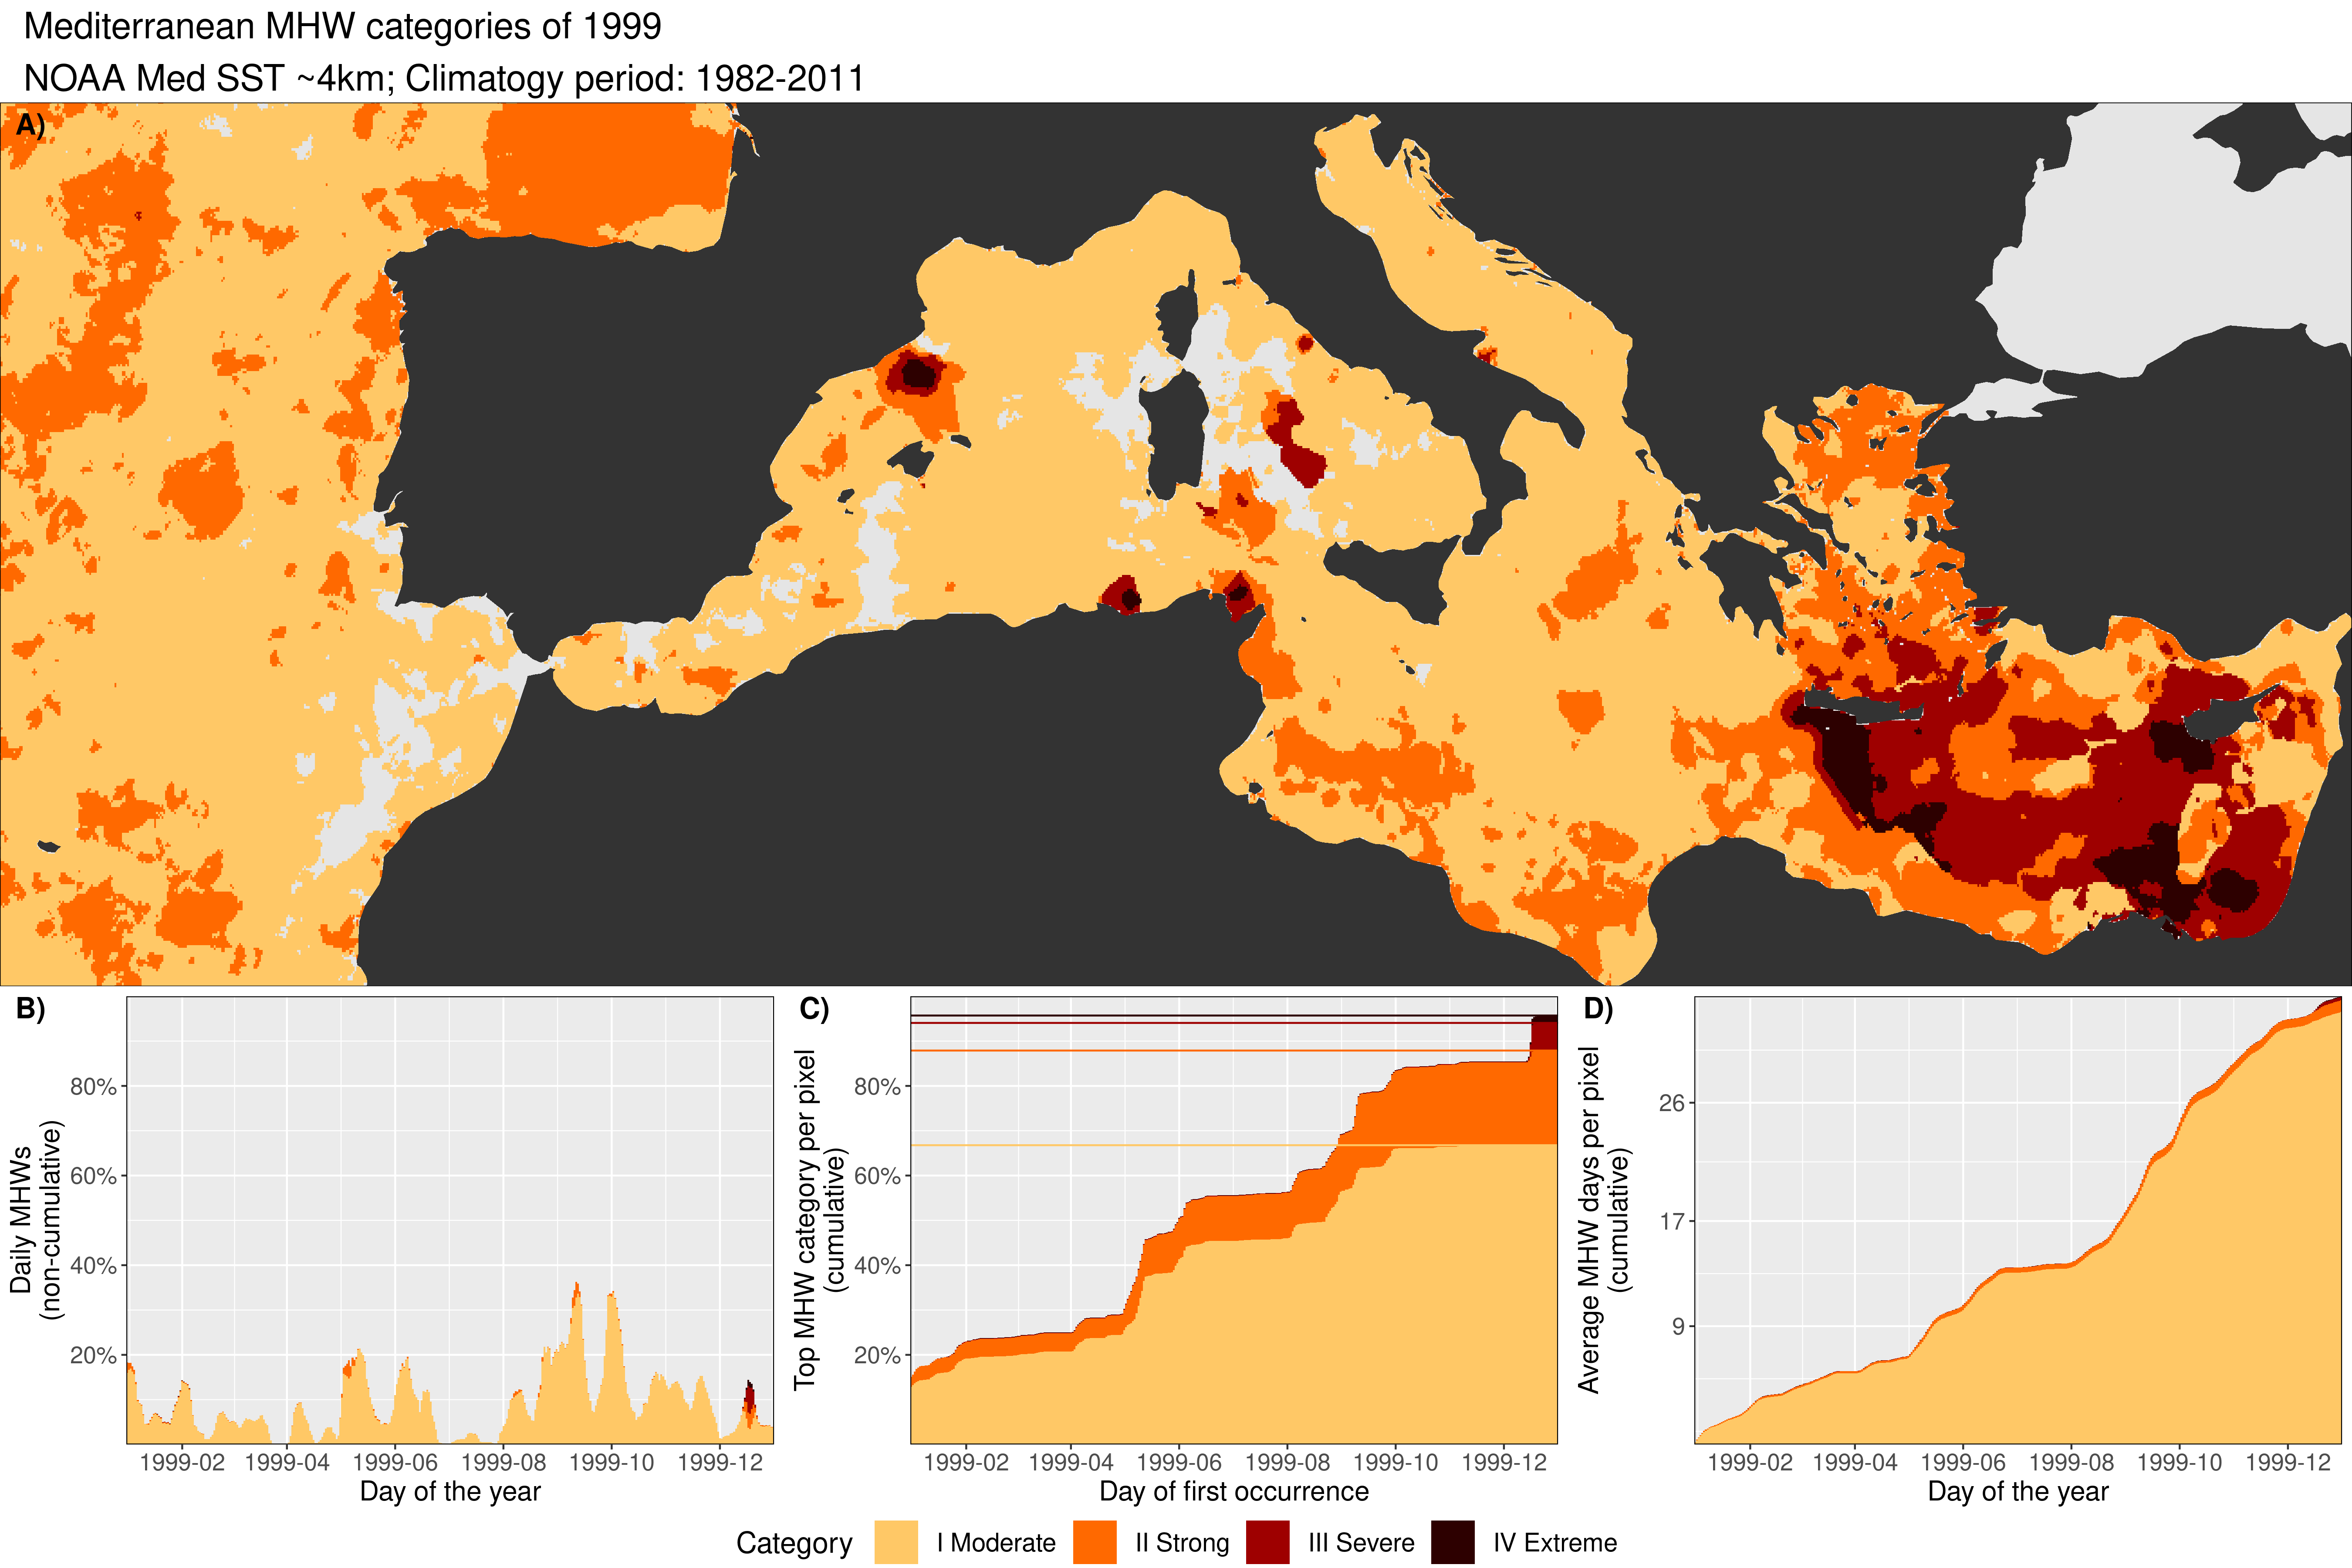 Mediterranean MHW categories of 1999
NOAA Med SST ~4km; Climatogy period: 1982-2011
A)
B)
Daily MHWs
(non-cumulative)
80%
60%
40%
20%
1999-02 1999-04 1999-06 1999-08 1999-10 1999-12
Day of the year
C)
Top MHW category per pixel
(cumulative)
80%
60%
40%
20%
1999-02 1999-04 1999-06 1999-08 1999-10 1999-12
Day of first occurrence
D)
Average MHW days per pixel
(cumulative)
26
17
9
1999-02 1999-04 1999-06 1999-08 1999-10 1999-12
Day of the year
Category I Moderate II Strong III Severe IV Extreme